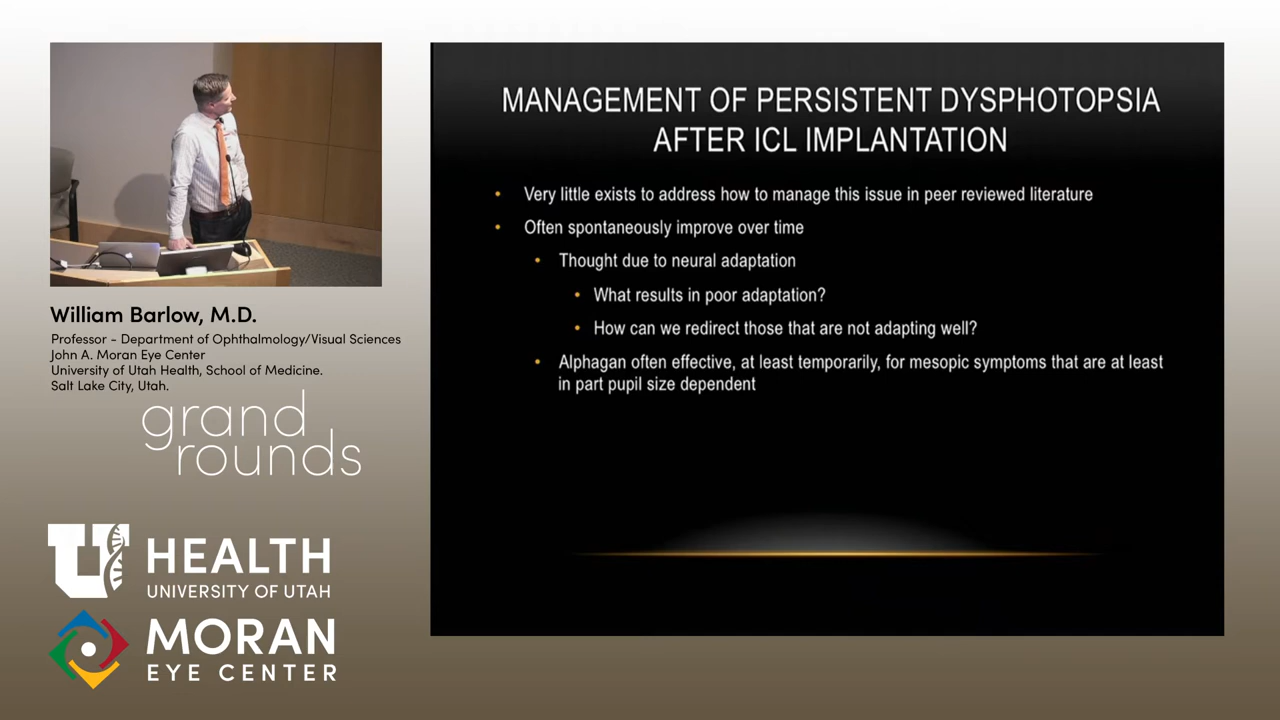 William Barlow, M.D.
Professor - Department of Ophthalmology/Visual Sciences
John A. Moran Eye Center
University of Utah Health, School of Medicine.
Salt Lake City, Utah.
grand
rounds
U HEALTH
UNIVERSITY OF UTAH
MORAN
EYE CENTER
MANAGEMENT OF PERSISTENT DYSPHOTOPSIA
AFTER ICL IMPLANTATION
• Very little exists to address how to manage this issue in peer reviewed literature
• Often spontaneously improve over time
• Thought due to neural adaptation
• What results in poor adaptation?
• How can we redirect those that are not adapting well?
• Alphagan often effective, at least temporarily, for mesopic symptoms that are at least
in part pupil size dependent